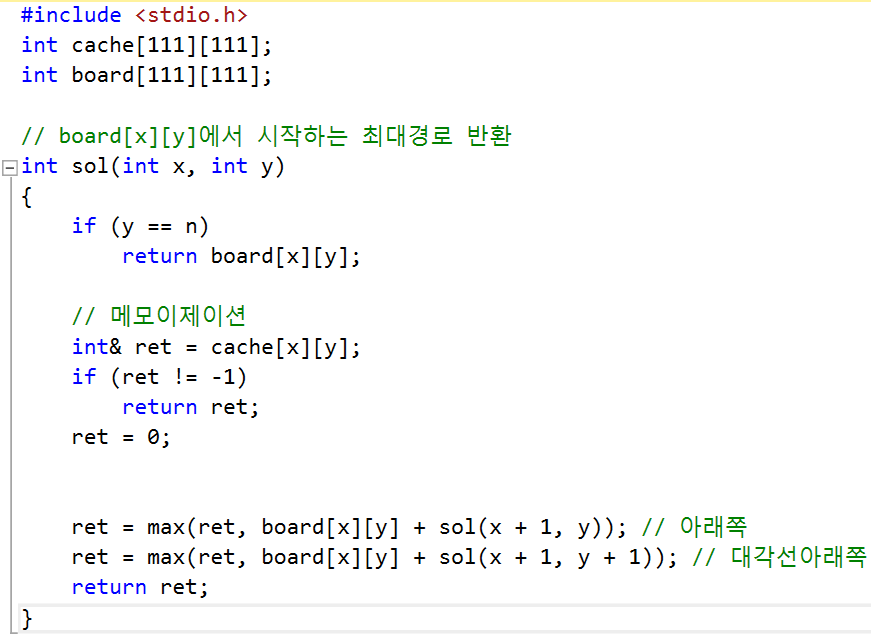 #include <stdio.h>
int cache[111][111];
int board[111][111];
// board[x][y]에서 시작하는 최대경로 반환
int sol(int x, int y)
{
if (y == n)
return board[x][y];
// 메모이제이션
int& ret = cache[x][y];
if (ret != -1)
return ret;
ret = 0;
ret = max(ret, board[x][y] + sol(x + 1, y)); // 아래쪽
ret = max(ret, board[x][y] + sol(x + 1, y + 1)); // 대각선아래쪽
return ret;
}